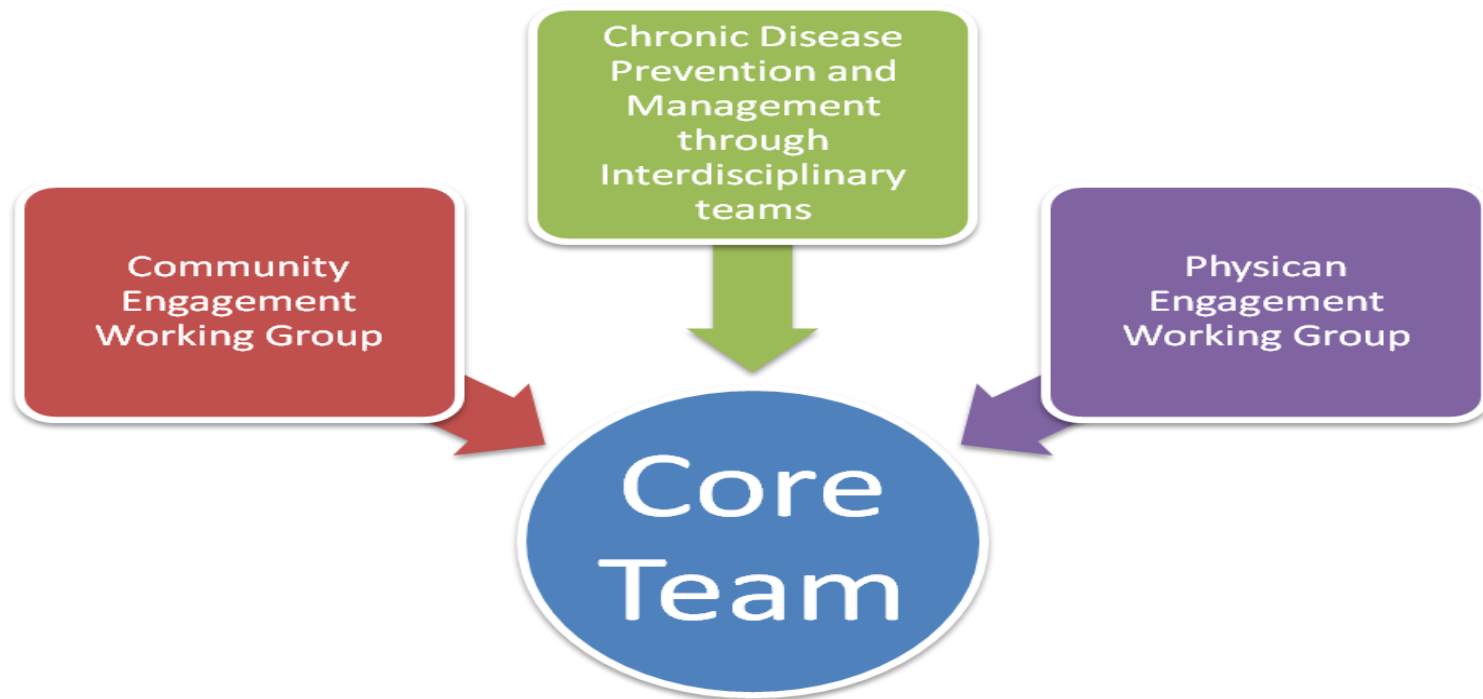 Chronic Disease
Prevention and
Management
through
Interdisciplinary
teams
Community
Engagement
Working Group
Physican
Engagement
Working Group
Core
Team